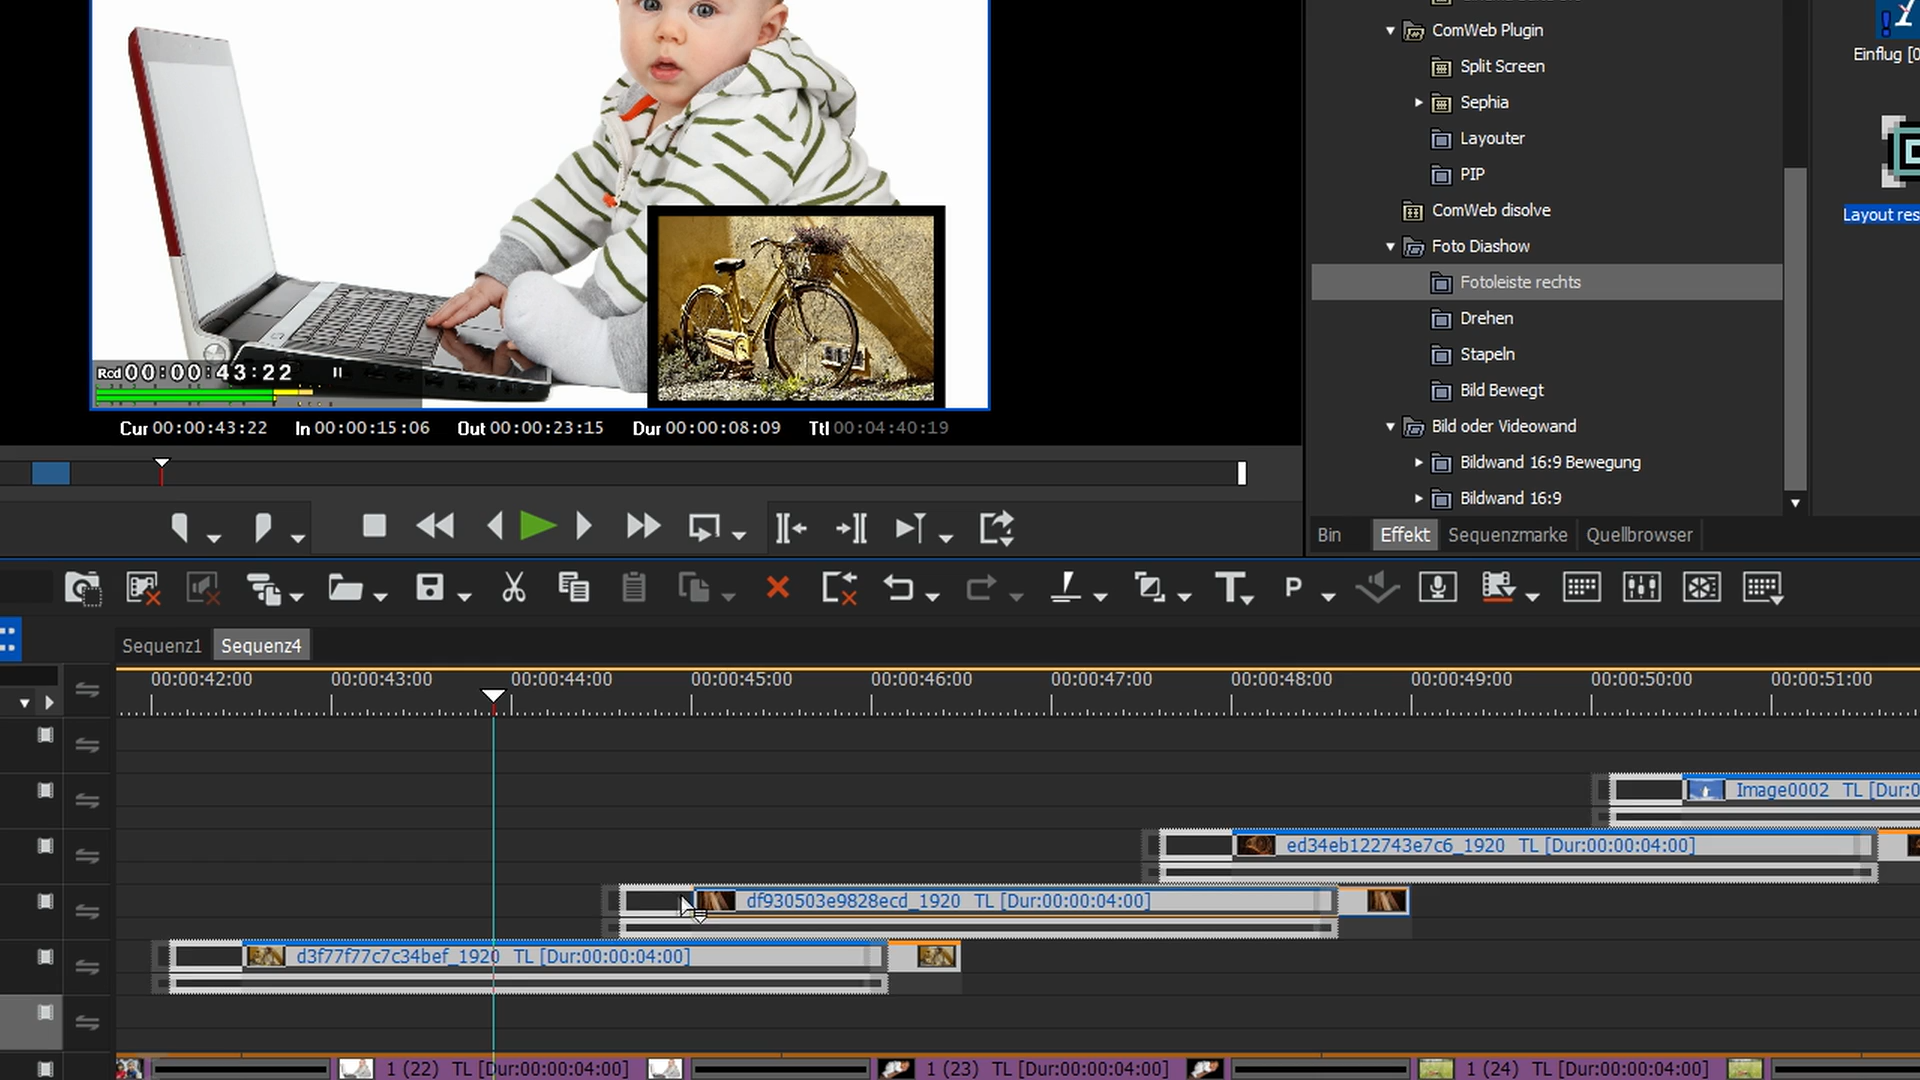 ComWeb Plugin
Split Screen
Sephia
Layouter
PIP
ComWeb disolve
Foto Diashow
Fotoleiste rechts
Drehen
Stapeln
Bild Bewegt
Bild oder Videowand
Bildwand 16:9 Bewegung
Bildwand 16:9
Einflug [0
Layout res
Rcd 00:00:43:22
Cur 00:00:43:22 In 00:00:15:06 Out 00:00:23:15 Dur 00:00:08:09 Ttl 00:04:40:19
Bin Effekt Sequenzmarke Quellbrowser
T P
Sequenz1 Sequenz4
00:00:42:00 00:00:43:00 00:00:44:00 00:00:45:00 00:00:46:00 00:00:47:00 00:00:48:00 00:00:49:00 00:00:50:00 00:00:51:00
Image0002 TL [Dur:0
ed34eb122743e7c6_1920 TL [Dur:00:00:04:00]
df930503e9828ecd_1920 TL [Dur:00:00:04:00]
d3f77f77c7c34bef_1920 TL [Dur:00:00:04:00]
1 (22) TL [Dur:00:00:04:00] 1 (23) TL [Dur:00:00:04:00] 1 (24) TL [Dur:00:00:04:00]